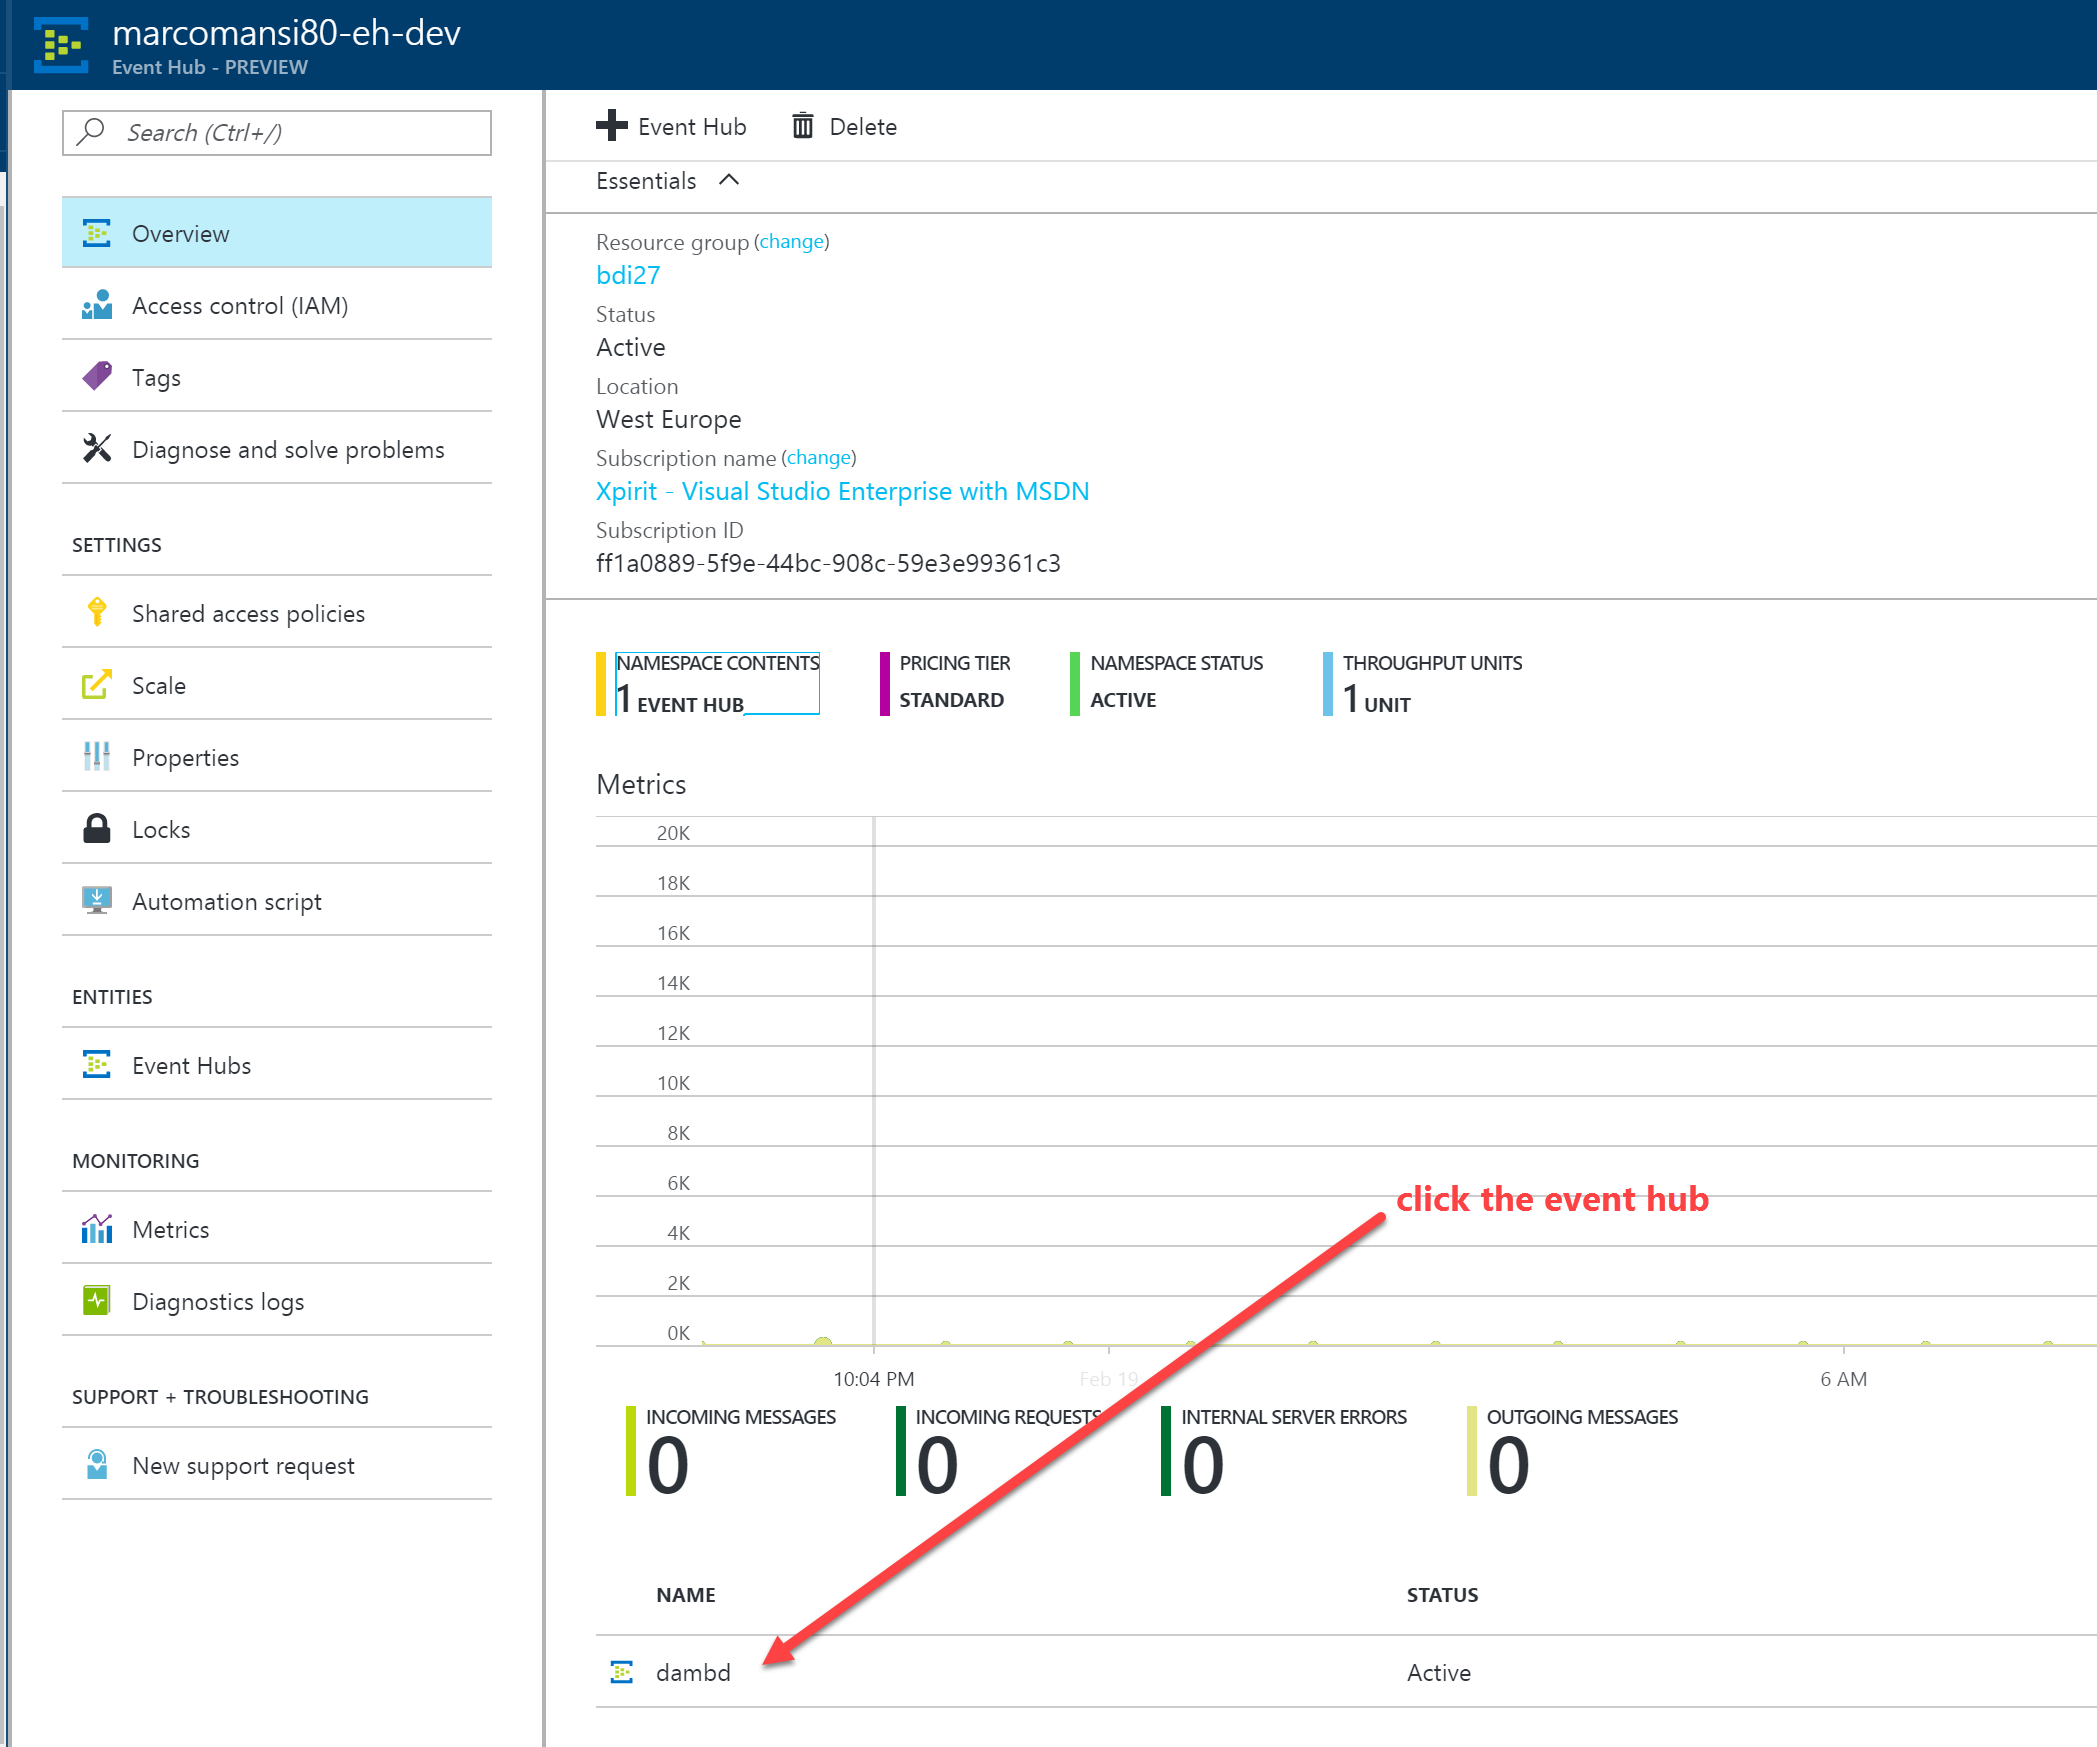 marcomansi80-eh-dev
Event Hub - PREVIEW
Search (Ctrl+/)
Overview
Access control (IAM)
Tags
Diagnose and solve problems
SETTINGS
Shared access policies
Scale
Properties
Locks
Automation script
ENTITIES
Event Hubs
MONITORING
Metrics
Diagnostics logs
SUPPORT + TROUBLESHOOTING
New support request
Event Hub Delete
Essentials
Resource group (change)
bdi27
Status
Active
Location
West Europe
Subscription name (change)
Xpirit - Visual Studio Enterprise with MSDN
Subscription ID
ff1a0889-5f9e-44bc-908c-59e3e99361c3
NAMESPACE CONTENTS
1 EVENT HUB
PRICING TIER
STANDARD
NAMESPACE STATUS
ACTIVE
THROUGHPUT UNITS
1 UNIT
Metrics
20K
18K
16K
14K
12K
10K
8K
6K
click the event hub
4K
2K
0K
10:04 PM Feb 19 6 AM
INCOMING MESSAGES
0
INCOMING REQUESTS
0
INTERNAL SERVER ERRORS
0
OUTGOING MESSAGES
0
NAME STATUS
dambd Active